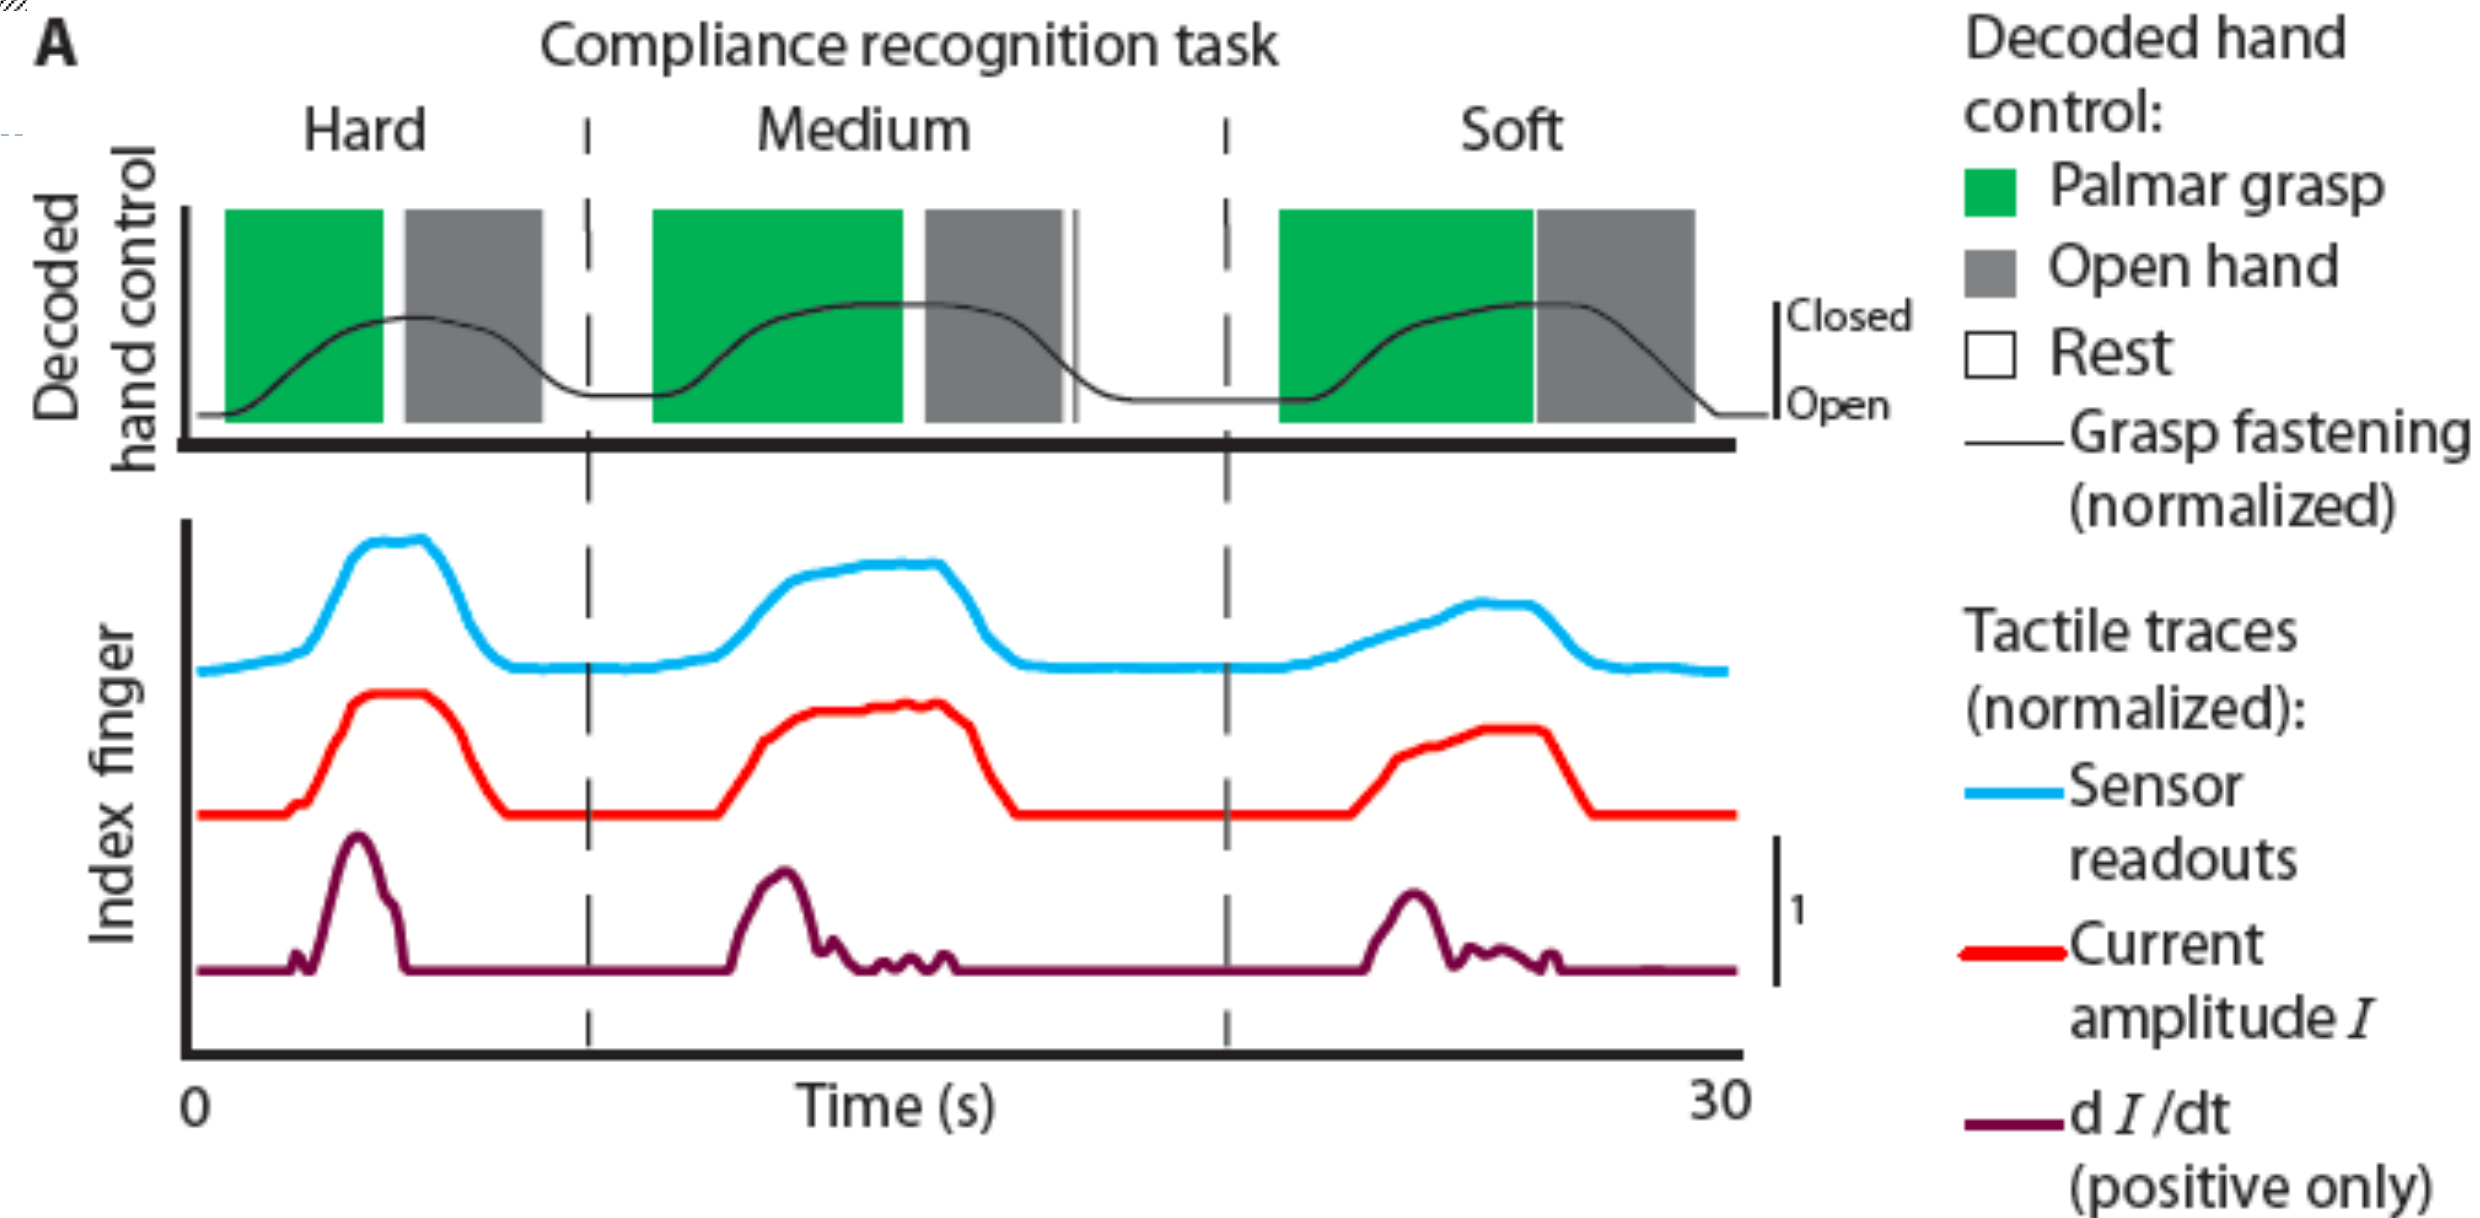 A
Compliance recognition task
Hard
Medium
Soft
Decoded
hand control
Closed
Open
Index finger
1
0
Time (s)
30
Decoded hand
control:
Palmar grasp
Open hand
Rest
Grasp fastening
(normalized)
Tactile traces
(normalized):
Sensor
readouts
Current
amplitude I
d I /dt
(positive only)